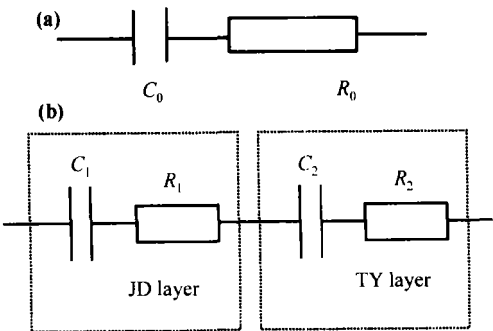 (a)
C₀ R₀
(b)
C₁ R₁ C₂ R₂
JD layer TY layer